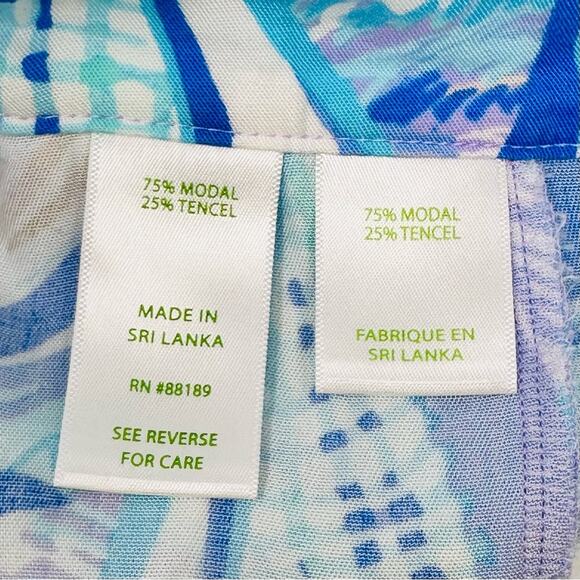 75% MODAL
25% TENCEL
MADE IN
SRI LANKA
RN #88189
SEE REVERSE
FOR CARE
75% MODAL
25% TENCEL
FABRIQUE EN
SRI LANKA